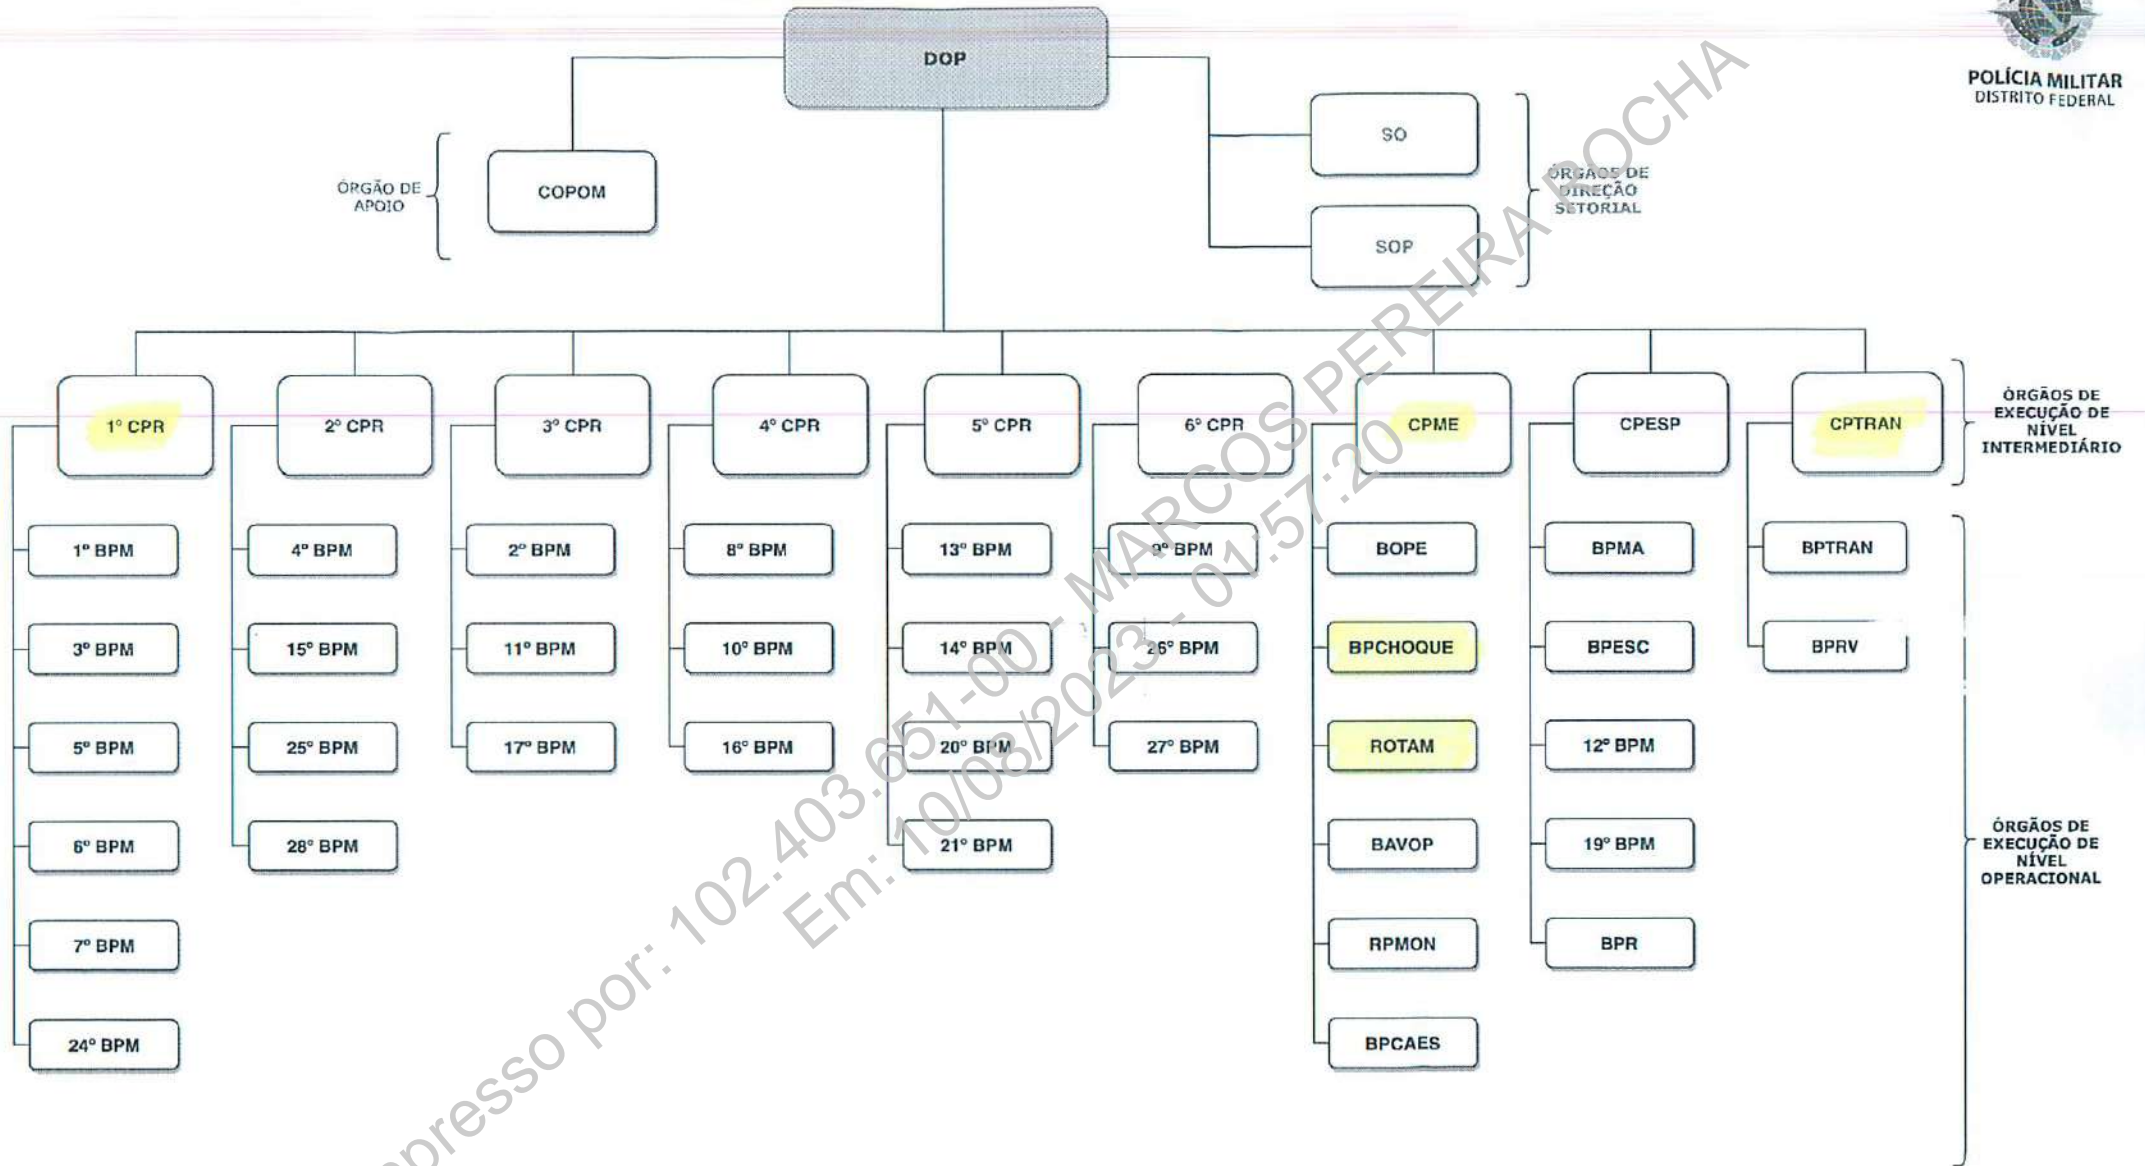 POLÍCIA MILITAR
DISTRITO FEDERAL
DOP
ÓRGÃO DE
APOIO
COPOM
SO
SOP
ÓRGÃOS DE
DIREÇÃO
SETORIAL
1º CPR
2º CPR
3º CPR
4º CPR
5º CPR
6º CPR
CPME
CPESP
CPTRAN
ÓRGÃOS DE
EXECUÇÃO DE
NÍVEL
INTERMEDIÁRIO
1º BPM
4º BPM
2º BPM
8º BPM
13º BPM
9º BPM
BOPE
BPMA
BPTRAN
3º BPM
15º BPM
11º BPM
10º BPM
14º BPM
26º BPM
BPCHOQUE
BPESC
BPRV
5º BPM
25º BPM
17º BPM
16º BPM
20º BPM
27º BPM
ROTAM
12º BPM
6º BPM
28º BPM
21º BPM
BAVOP
19º BPM
ÓRGÃOS DE
EXECUÇÃO DE
NÍVEL
OPERACIONAL
7º BPM
RPMON
BPR
24º BPM
BPCAES
presso por: 102.403.651-00 - MARCOS PEREIRA ROCHA
Em: 10/08/2023 - 01:57:20